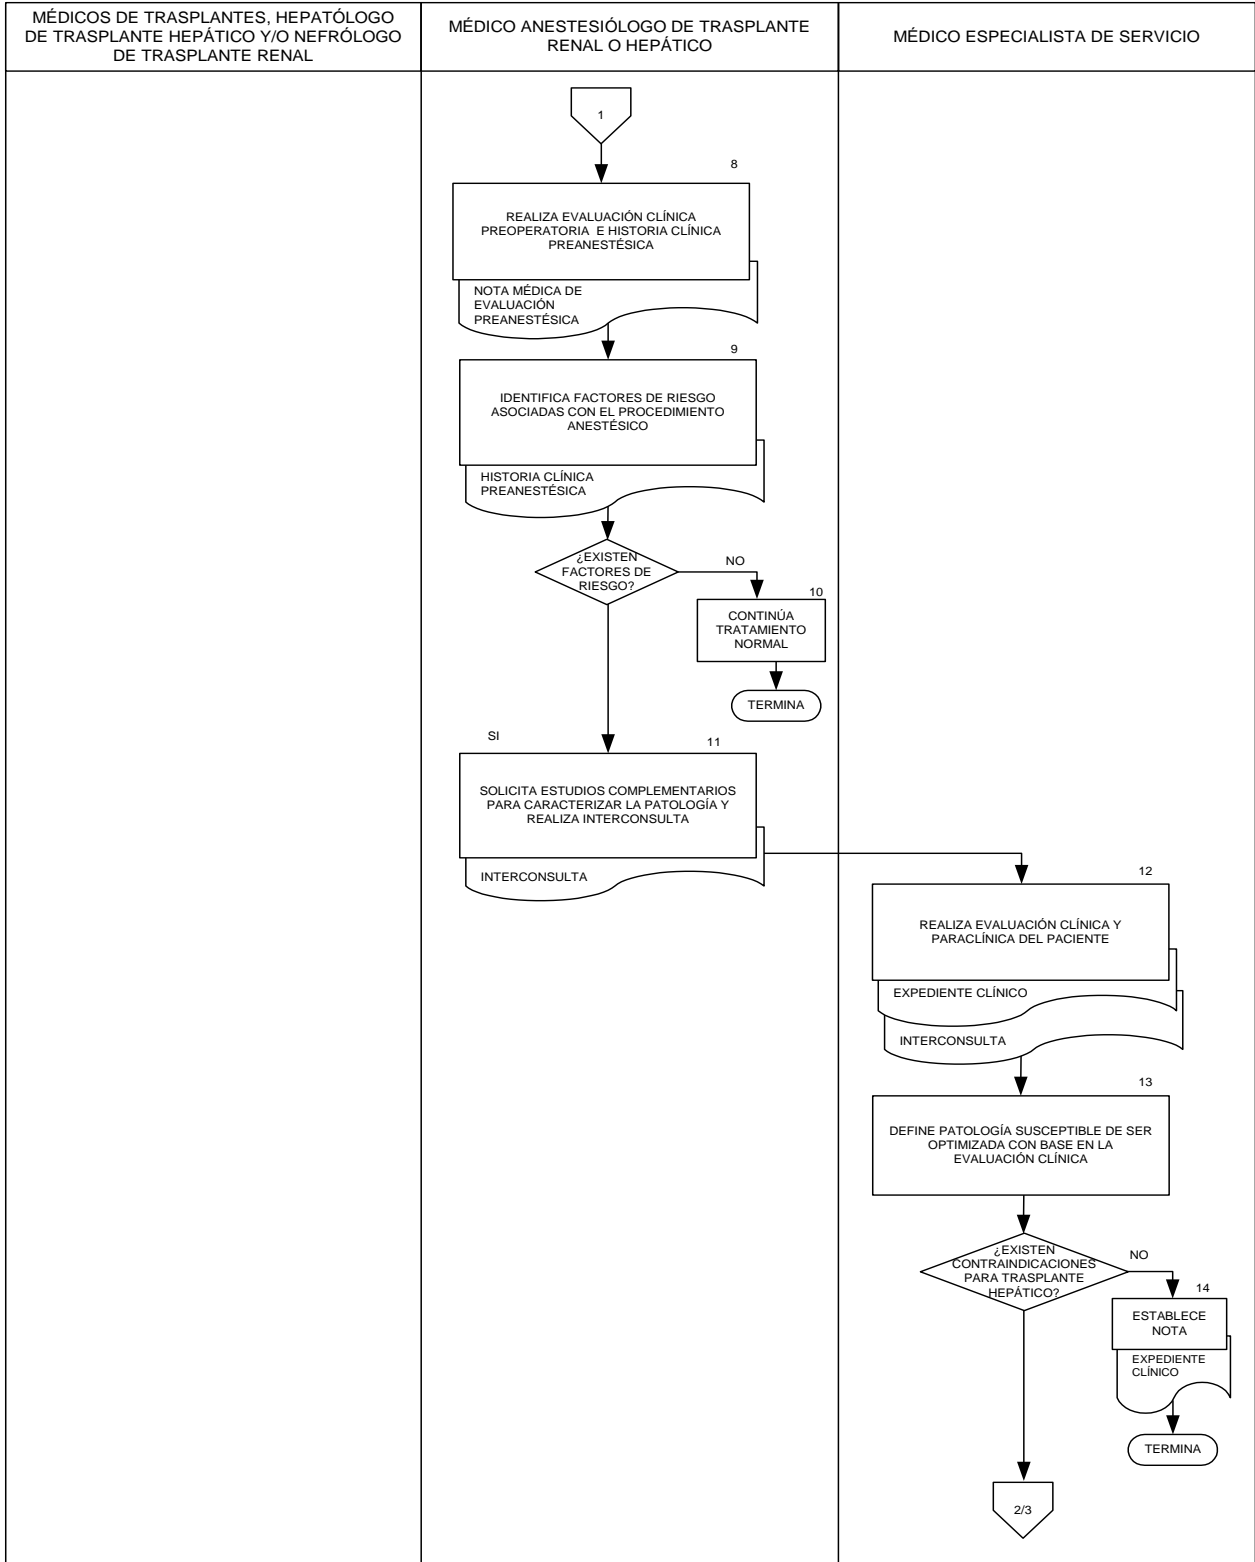 MÉDICOS DE TRASPLANTES, HEPATÓLOGO
DE TRASPLANTE HEPÁTICO Y/O NEFRÓLOGO
DE TRASPLANTE RENAL
MÉDICO ANESTESIÓLOGO DE TRASPLANTE
RENAL O HEPÁTICO
MÉDICO ESPECIALISTA DE SERVICIO
1
8
REALIZA EVALUACIÓN CLÍNICA
PREOPERATORIA E HISTORIA CLÍNICA
PREANESTÉSICA
NOTA MÉDICA DE
EVALUACIÓN
PREANESTÉSICA
9
IDENTIFICA FACTORES DE RIESGO
ASOCIADAS CON EL PROCEDIMIENTO
ANESTÉSICO
HISTORIA CLÍNICA
PREANESTÉSICA
¿EXISTEN
FACTORES DE
RIESGO?
NO
10
CONTINÚA
TRATAMIENTO
NORMAL
TERMINA
SI
11
SOLICITA ESTUDIOS COMPLEMENTARIOS
PARA CARACTERIZAR LA PATOLOGÍA Y
REALIZA INTERCONSULTA
INTERCONSULTA
12
REALIZA EVALUACIÓN CLÍNICA Y
PARACLÍNICA DEL PACIENTE
EXPEDIENTE CLÍNICO
INTERCONSULTA
13
DEFINE PATOLOGÍA SUSCEPTIBLE DE SER
OPTIMIZADA CON BASE EN LA
EVALUACIÓN CLÍNICA
¿EXISTEN
CONTRAINDICACIONES
PARA TRASPLANTE
HEPÁTICO?
NO
14
ESTABLECE
NOTA
EXPEDIENTE
CLÍNICO
TERMINA
2/3